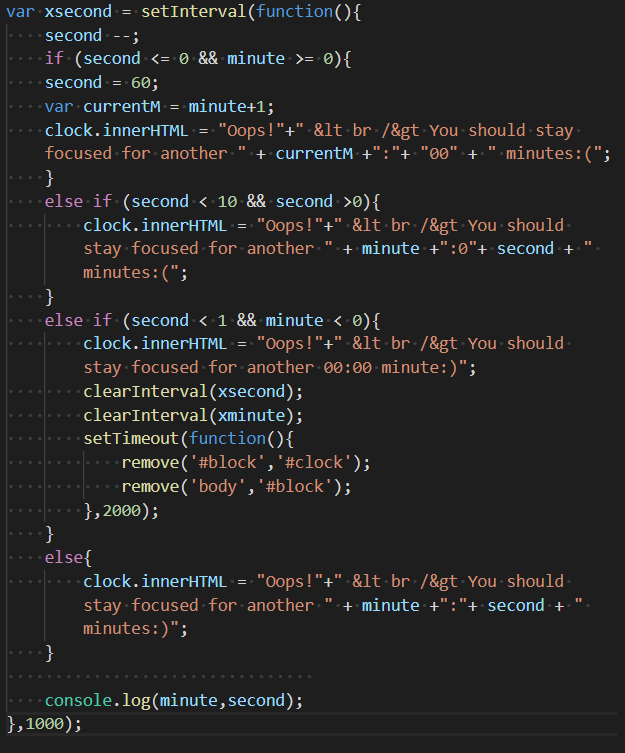 var xsecond = setInterval(function(){
    second --;
    if (second <= 0 && minute >= 0){
    second = 60;
    var currentM = minute+1;
    clock.innerHTML = "Oops!"+" &lt br /&gt You should stay
    focused for another " + currentM +":"+ "00" + " minutes:(";
    }
    else if (second < 10 && second >0){
        clock.innerHTML = "Oops!"+" &lt br /&gt You should
        stay focused for another " + minute +":0"+ second + "
        minutes:(";
    }
    else if (second < 1 && minute < 0){
        clock.innerHTML = "Oops!"+" &lt br /&gt You should
        stay focused for another 00:00 minute:)";
        clearInterval(xsecond);
        clearInterval(xminute);
        setTimeout(function(){
            remove('#block','#clock');
            remove('body','#block');
        },2000);
    }
    else{
        clock.innerHTML = "Oops!"+" &lt br /&gt You should
        stay focused for another " + minute +":"+ second + "
        minutes:)";
    }
    console.log(minute,second);
},1000);